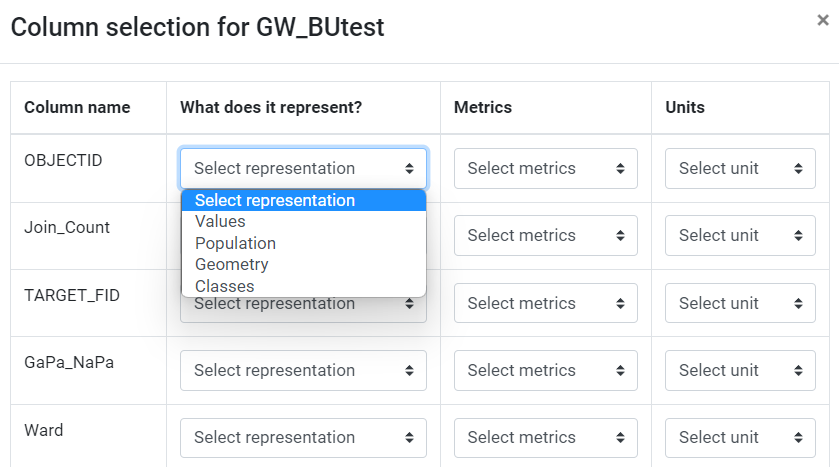 Column selection for GW_BUtest
×
Column name What does it represent? Metrics Units
OBJECTID Select representation Select metrics Select unit
Select representation
Values
Join_Count Select metrics Select unit
Population
Geometry
Classes
TARGET_FID Select representation Select metrics Select unit
GaPa_NaPa Select representation Select metrics Select unit
Ward Select representation Select metrics Select unit